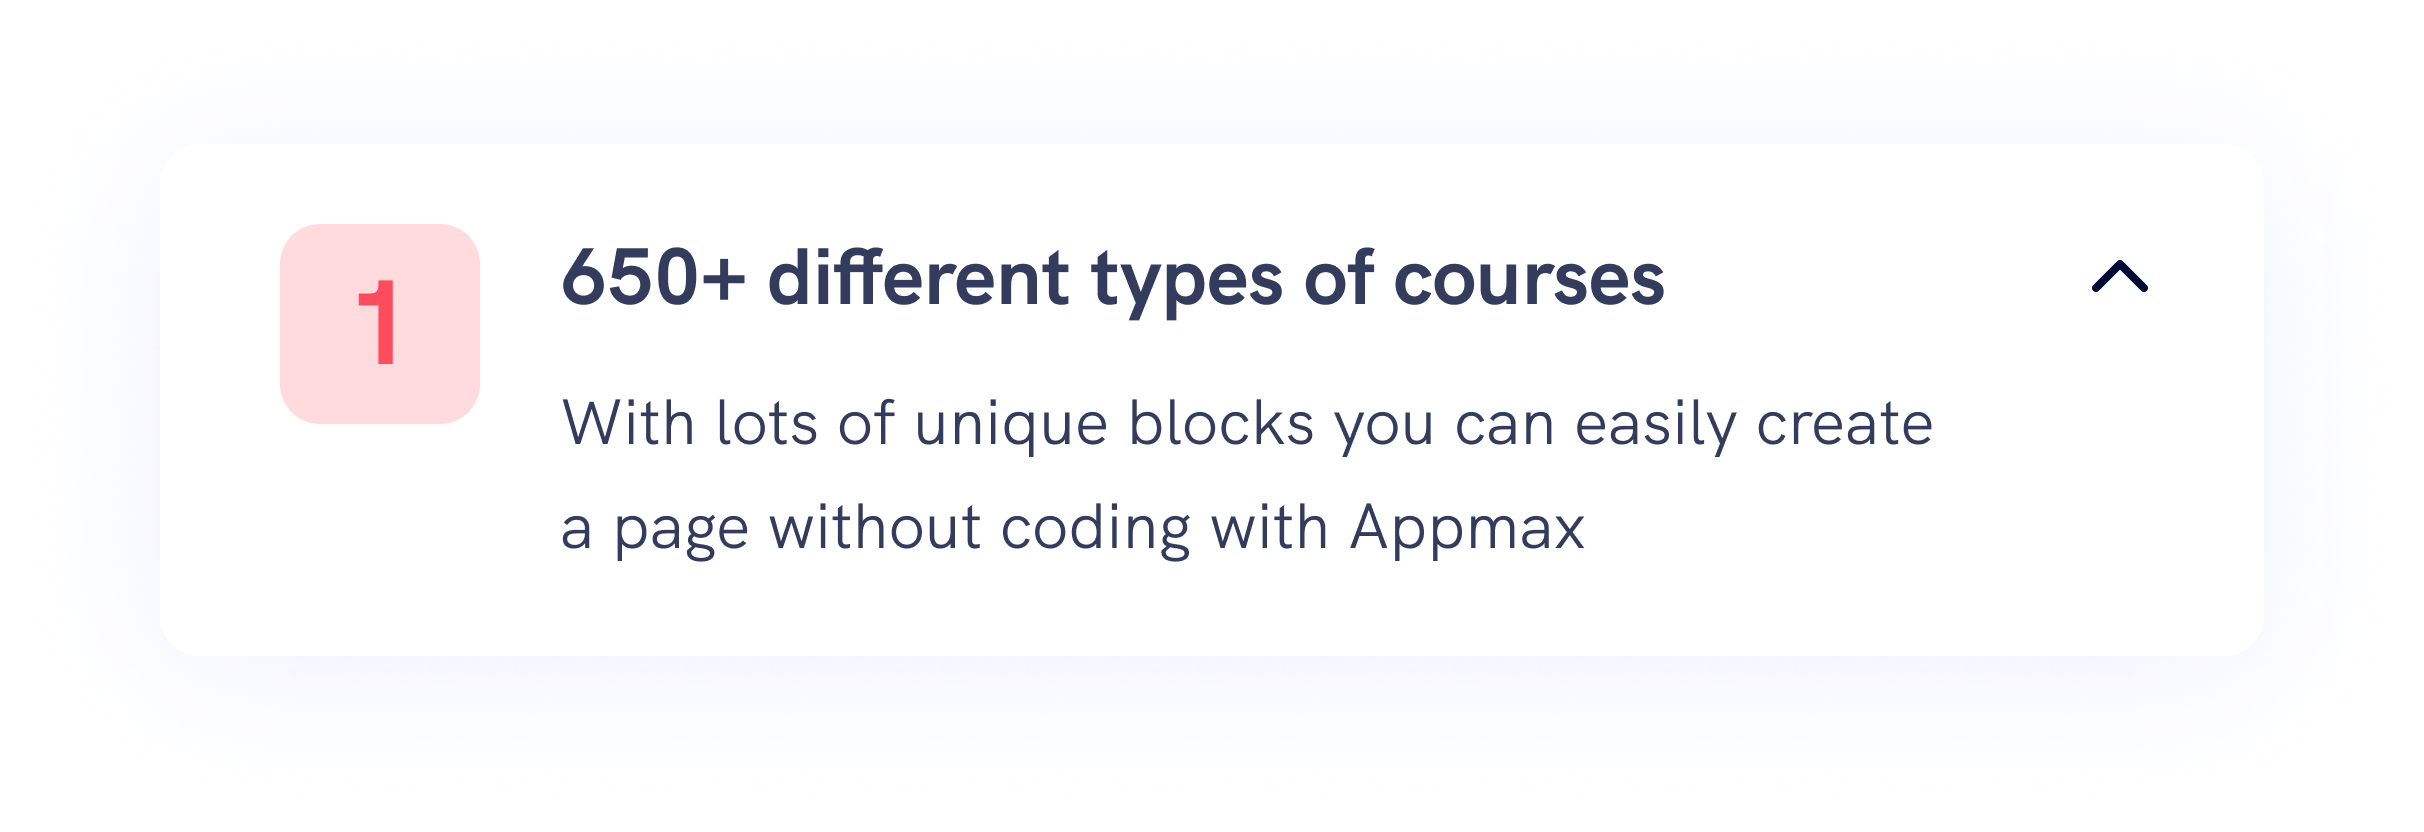 1
650+ different types of courses
With lots of unique blocks you can easily create
a page without coding with Appmax